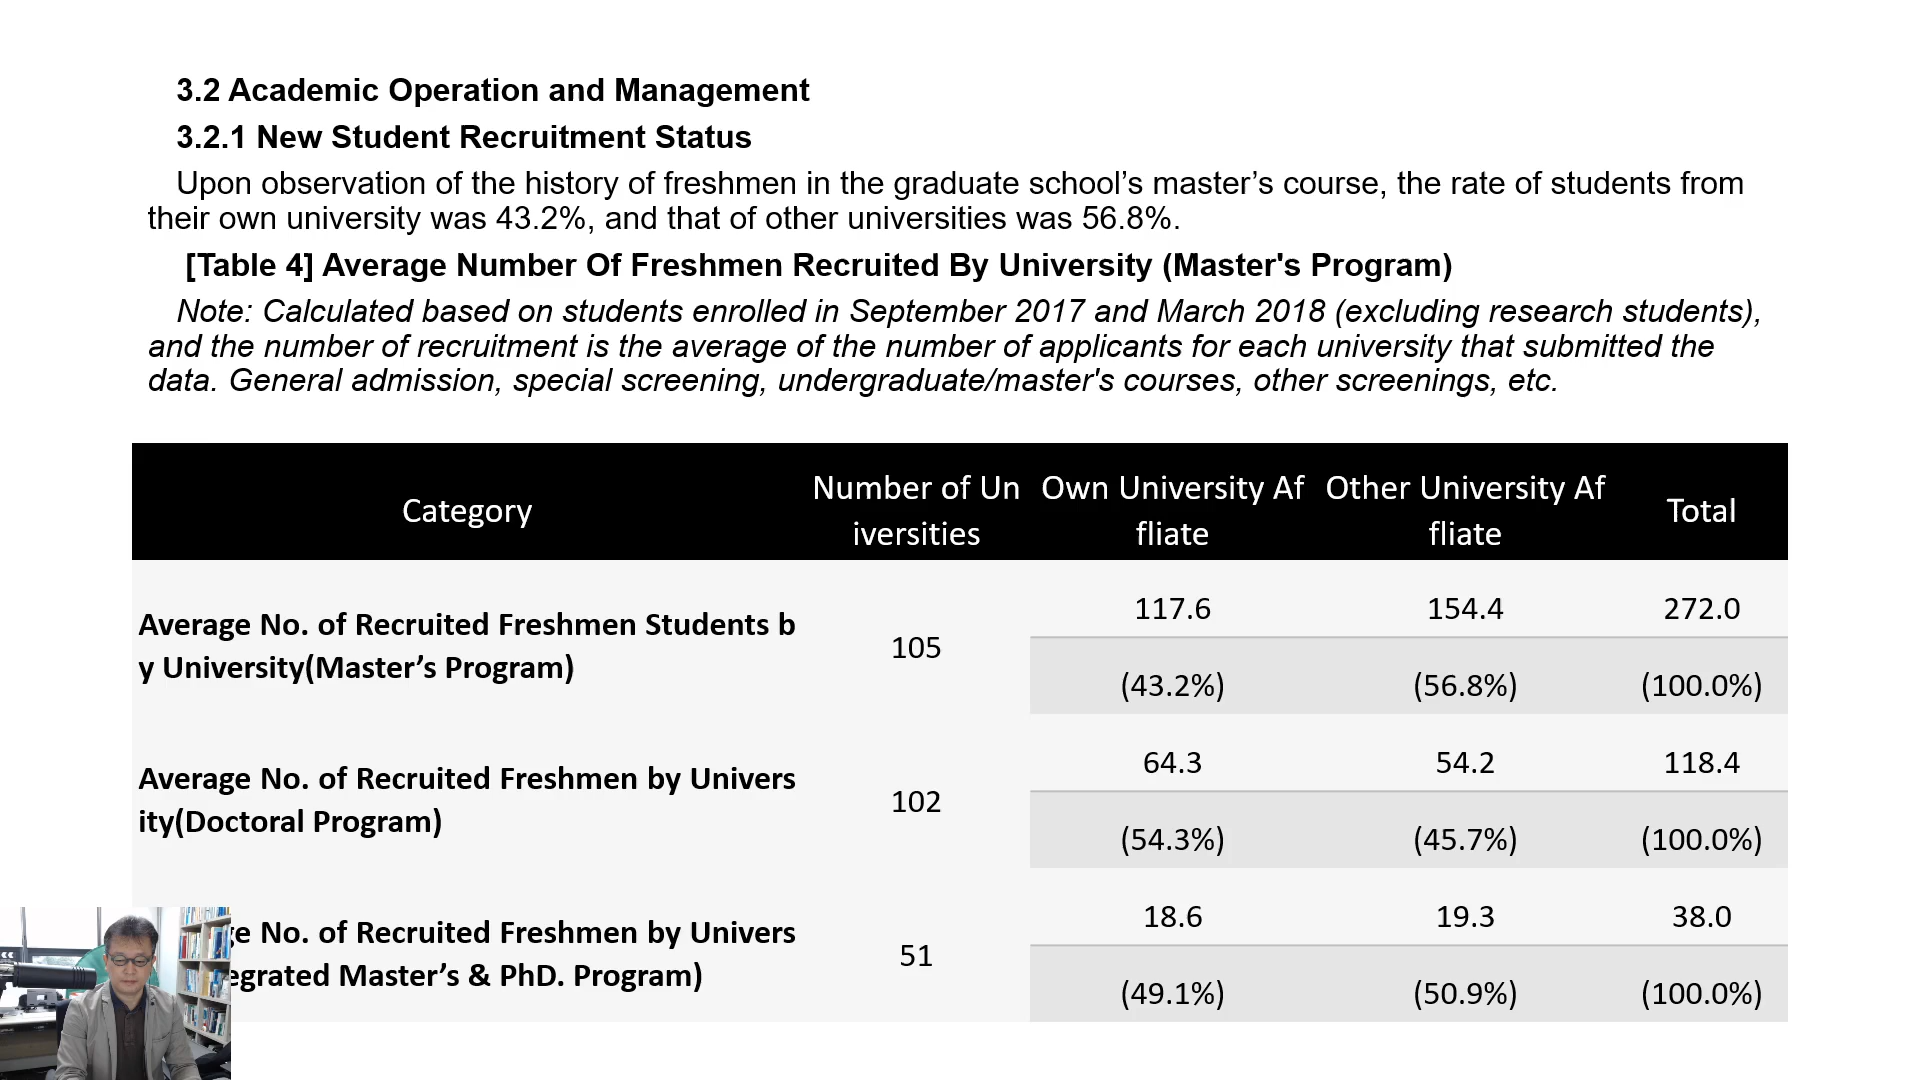 3.2 Academic Operation and Management
3.2.1 New Student Recruitment Status
Upon observation of the history of freshmen in the graduate school’s master’s course, the rate of students from
their own university was 43.2%, and that of other universities was 56.8%.
[Table 4] Average Number Of Freshmen Recruited By University (Master's Program)
Note: Calculated based on students enrolled in September 2017 and March 2018 (excluding research students),
and the number of recruitment is the average of the number of applicants for each university that submitted the
data. General admission, special screening, undergraduate/master's courses, other screenings, etc.
Category
Number of Un
iversities
Own University Af
fliate
Other University Af
fliate
Total
Average No. of Recruited Freshmen Students b
y University(Master’s Program)
105
117.6
154.4
272.0
(43.2%)
(56.8%)
(100.0%)
Average No. of Recruited Freshmen by Univers
ity(Doctoral Program)
102
64.3
54.2
118.4
(54.3%)
(45.7%)
(100.0%)
ge No. of Recruited Freshmen by Univers
egrated Master’s & PhD. Program)
51
18.6
19.3
38.0
(49.1%)
(50.9%)
(100.0%)